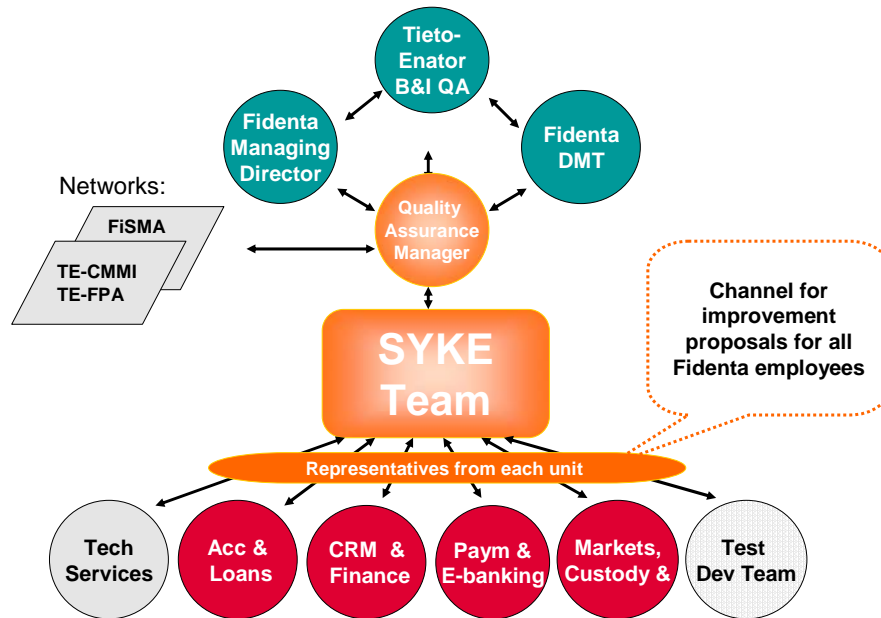 Tieto-
Enator
B&I QA
Fidenta
Managing
Director
Fidenta
DMT
Networks:
FiSMA
TE-CMMI
TE-FPA
Quality
Assurance
Manager
Channel for
improvement
proposals for all
Fidenta employees
SYKE
Team
Representatives from each unit
Tech
Services
Acc &
Loans
CRM &
Finance
Paym &
E-banking
Markets,
Custody &
Test
Dev Team